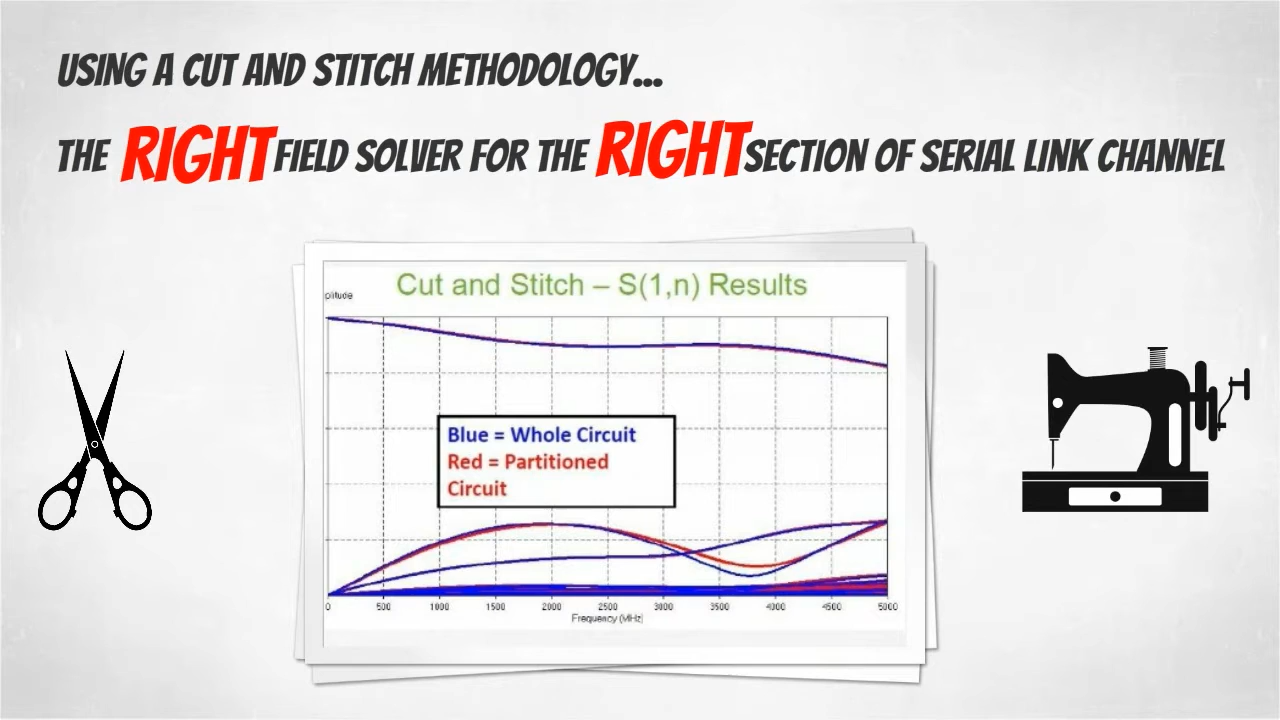 USING A CUT AND STITCH METHODOLOGY...
THE RIGHT FIELD SOLVER FOR THE RIGHT SECTION OF SERIAL LINK CHANNEL
Cut and Stitch – S(1,n) Results
plitude
Blue = Whole Circuit
Red = Partitioned
Circuit
0 500 1000 1500 2000 2500 3000 3500 4000 4500 5000
Frequency (MHz)